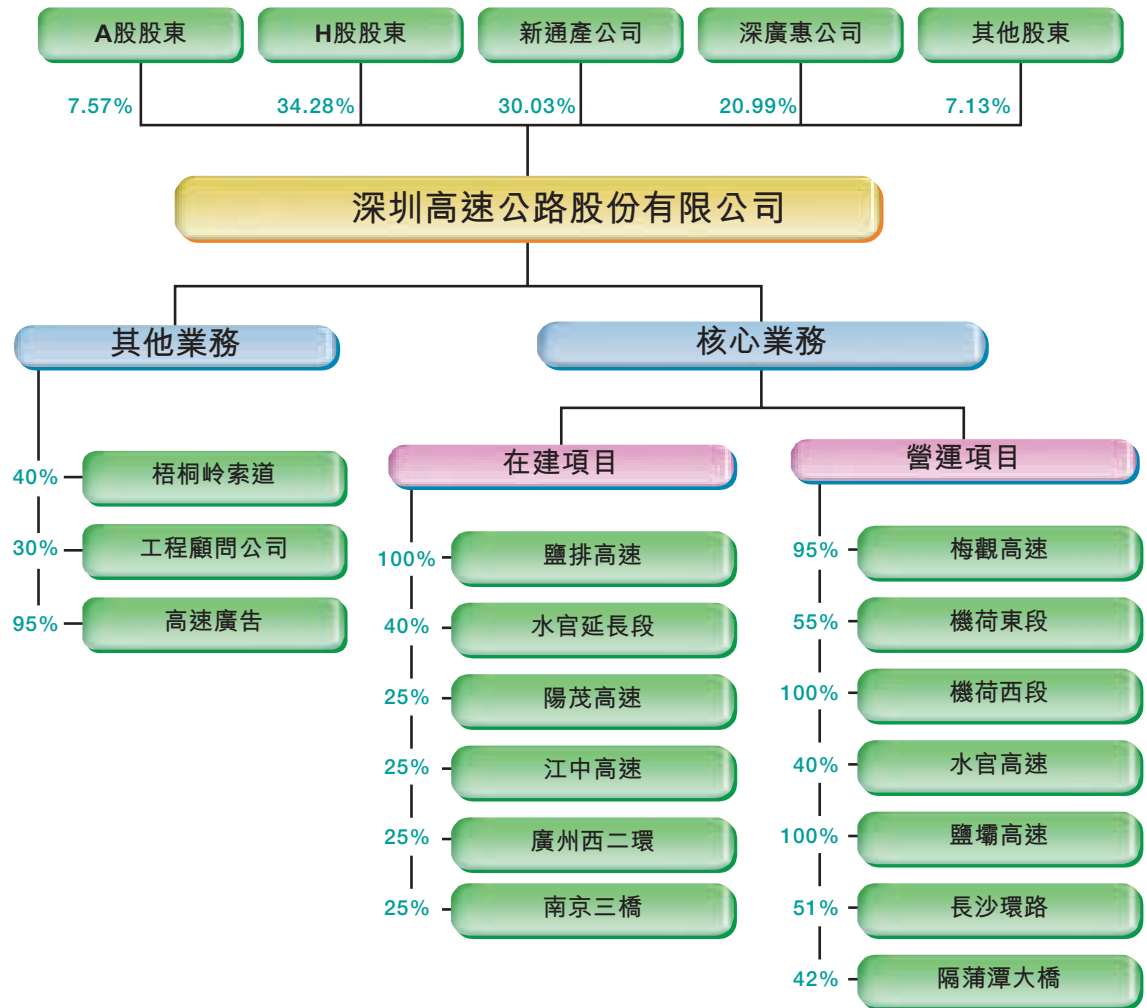 A股股東
H股股東
新通產公司
深廣惠公司
其他股東
7.57%
34.28%
30.03%
20.99%
7.13%
深圳高速公路股份有限公司
其他業務
核心業務
40%
梧桐岭索道
30%
工程顧問公司
95%
高速廣告
在建項目
100%
鹽排高速
40%
水官延長段
25%
陽茂高速
25%
江中高速
25%
廣州西二環
25%
南京三橋
營運項目
95%
梅觀高速
55%
機荷東段
100%
機荷西段
40%
水官高速
100%
鹽壩高速
51%
長沙環路
42%
隔蒲潭大橋